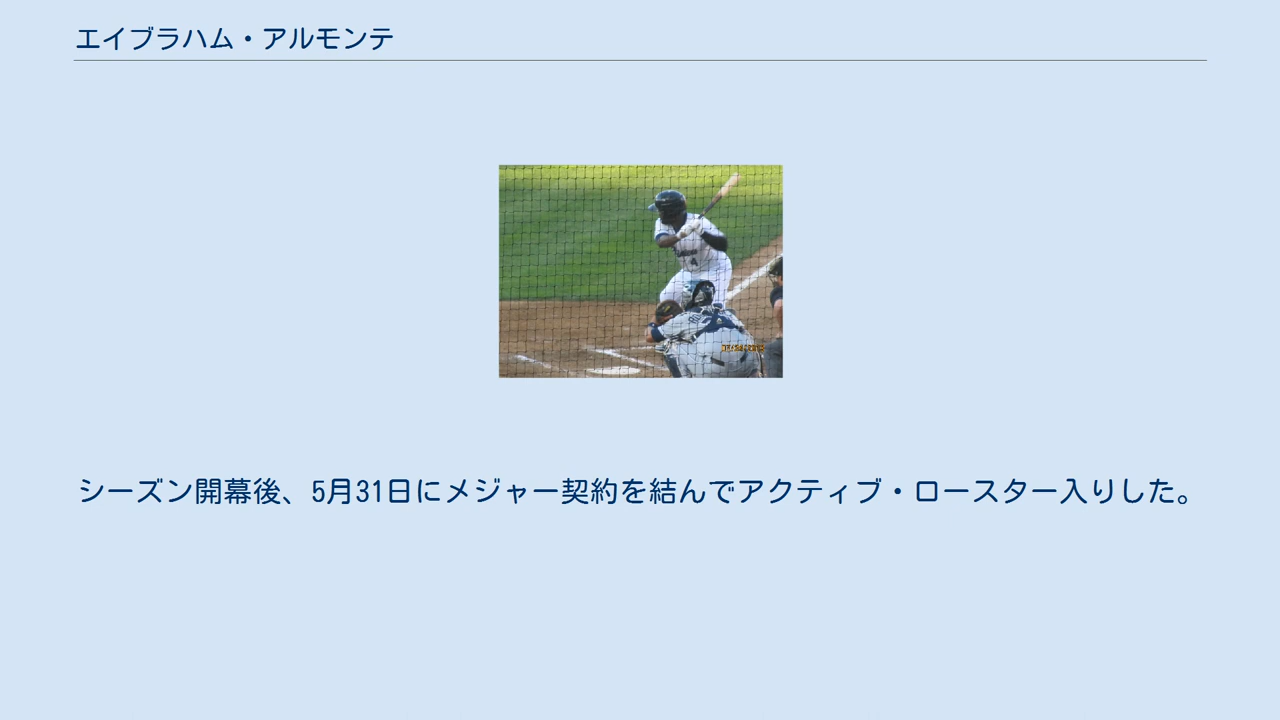 エイブラハム・アルモンテ
4
シーズン開幕後、5月31日にメジャー契約を結んでアクティブ・ロースター入りした。